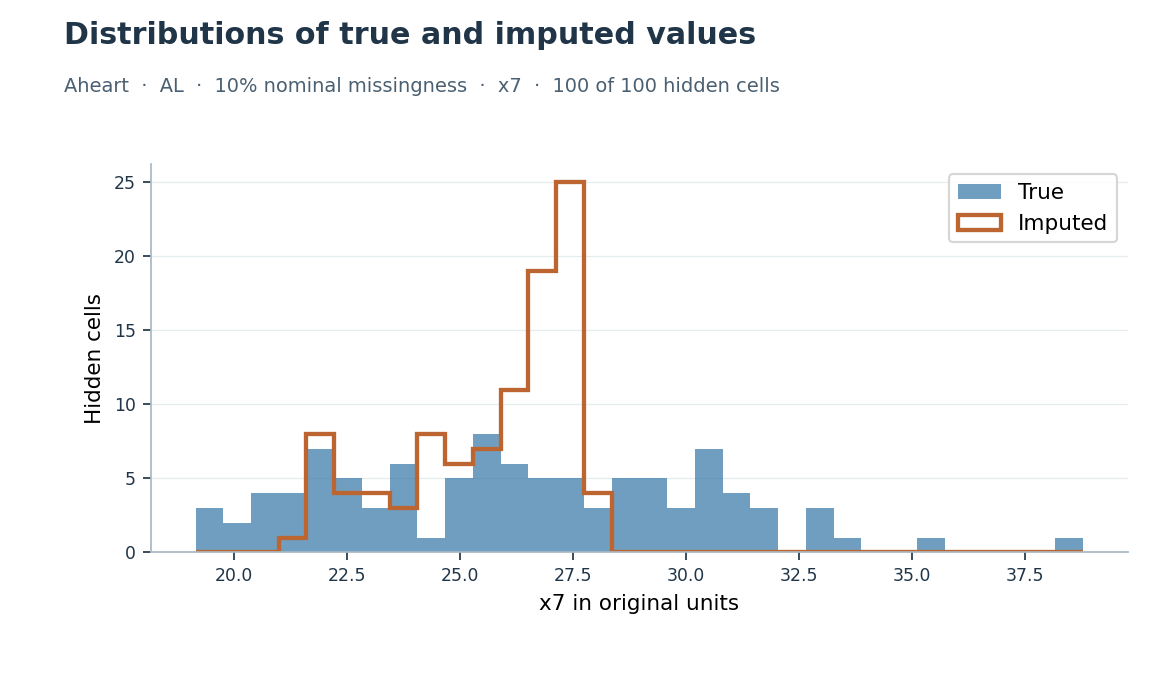 Distributions of true and imputed values
Aheart · AL · 10% nominal missingness · x7 · 100 of 100 hidden cells
True
Imputed
Hidden cells
25
20
15
10
5
0
20.0 22.5 25.0 27.5 30.0 32.5 35.0 37.5
x7 in original units